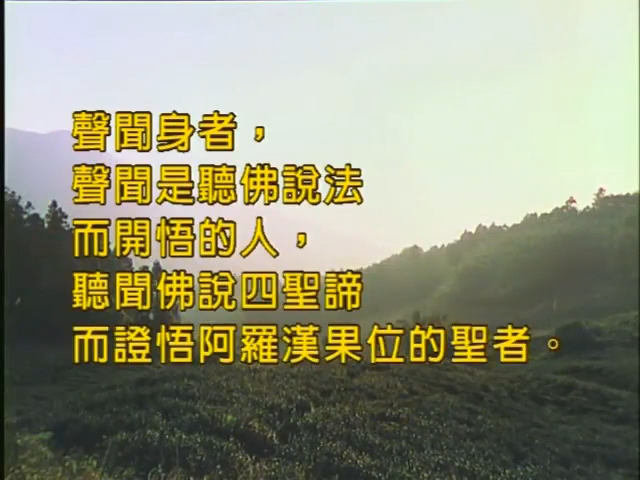 聲聞身者，
聲聞是聽佛說法
而開悟的人，
聽聞佛說四聖諦
而證悟阿羅漢果位的聖者。